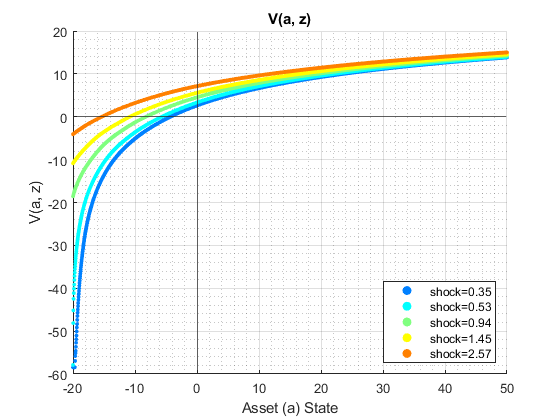 V(a, z)
20
10
0
-10
-20
-30
-40
-50
-60
V(a, z)
shock=0.35
shock=0.53
shock=0.94
shock=1.45
shock=2.57
-20 -10 0 10 20 30 40 50
Asset (a) State